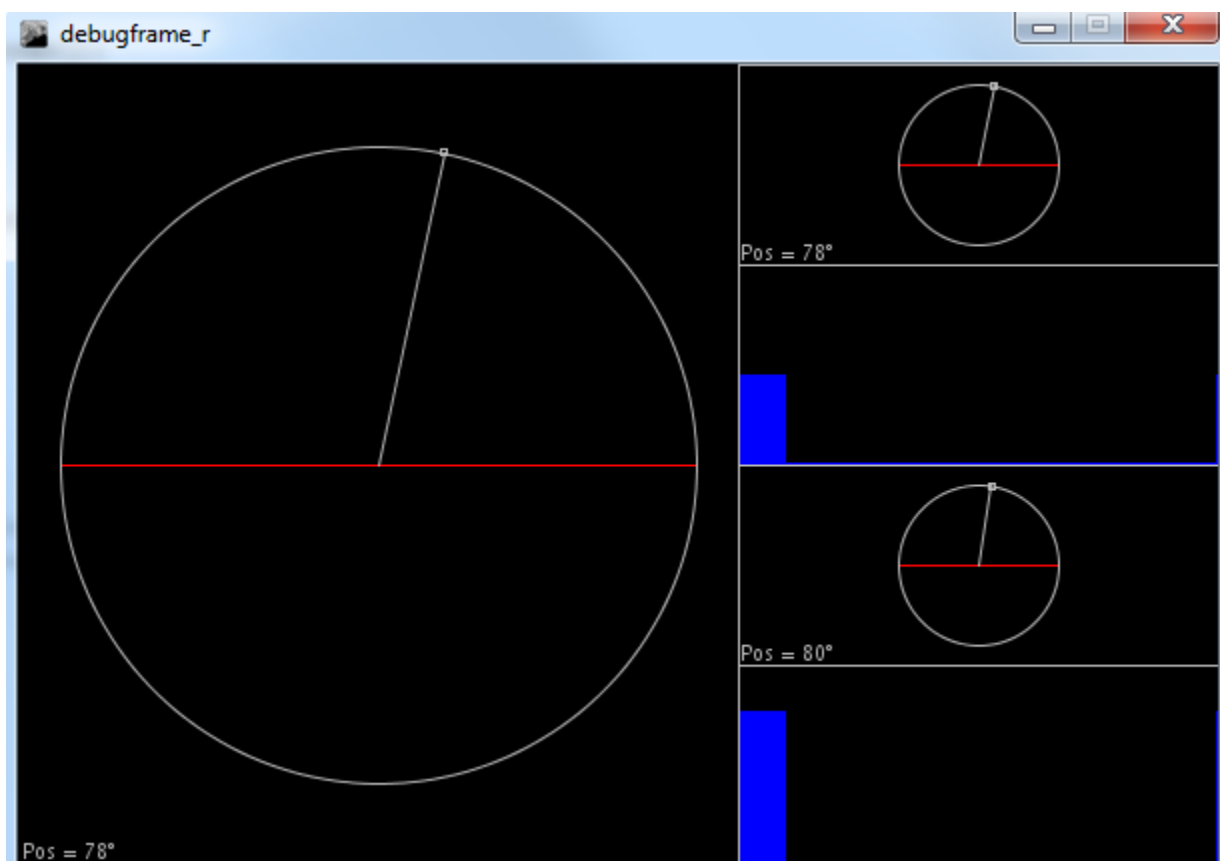 debugframe_r
Pos = 78°
Pos = 78°
Pos = 80°